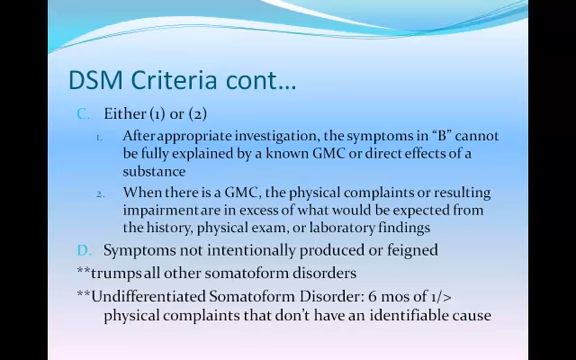 DSM Criteria cont…
C. Either (1) or (2)
1. After appropriate investigation, the symptoms in “B” cannot
be fully explained by a known GMC or direct effects of a
substance
2. When there is a GMC, the physical complaints or resulting
impairment are in excess of what would be expected from
the history, physical exam, or laboratory findings
D. Symptoms not intentionally produced or feigned
**trumps all other somatoform disorders
**Undifferentiated Somatoform Disorder: 6 mos of 1/>
physical complaints that don’t have an identifiable cause